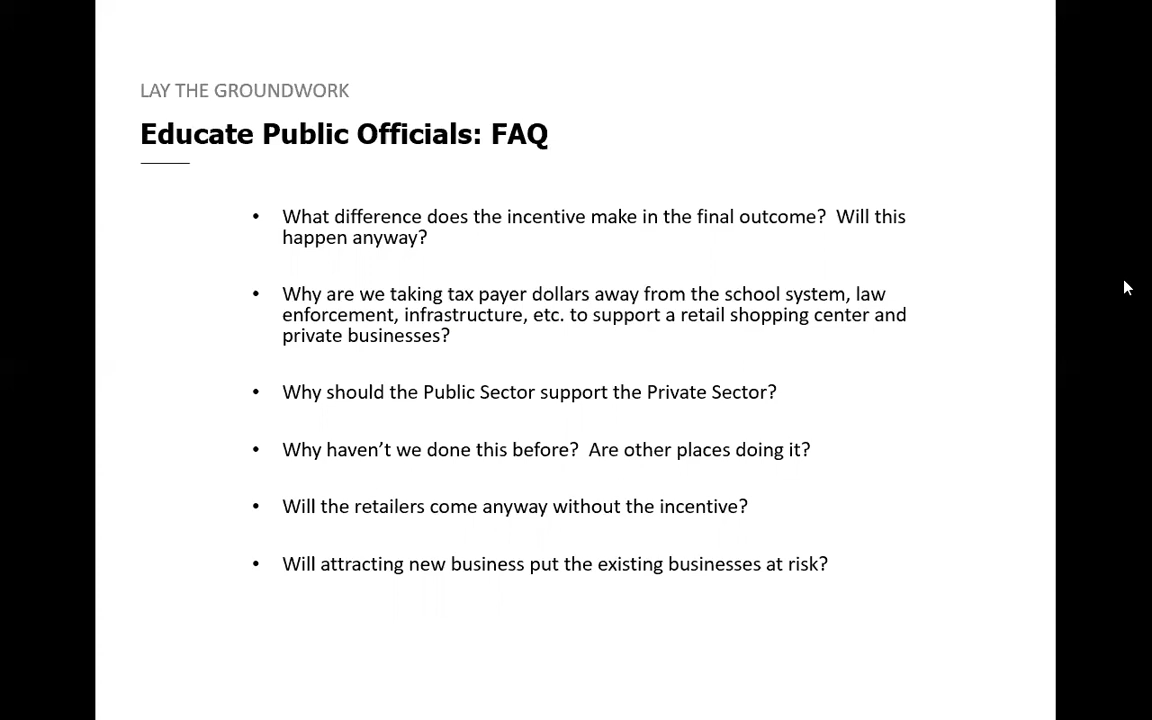 LAY THE GROUNDWORK
Educate Public Officials: FAQ
• What difference does the incentive make in the final outcome?  Will this
happen anyway?
• Why are we taking tax payer dollars away from the school system, law
enforcement, infrastructure, etc. to support a retail shopping center and
private businesses?
• Why should the Public Sector support the Private Sector?
• Why haven’t we done this before?  Are other places doing it?
• Will the retailers come anyway without the incentive?
• Will attracting new business put the existing businesses at risk?